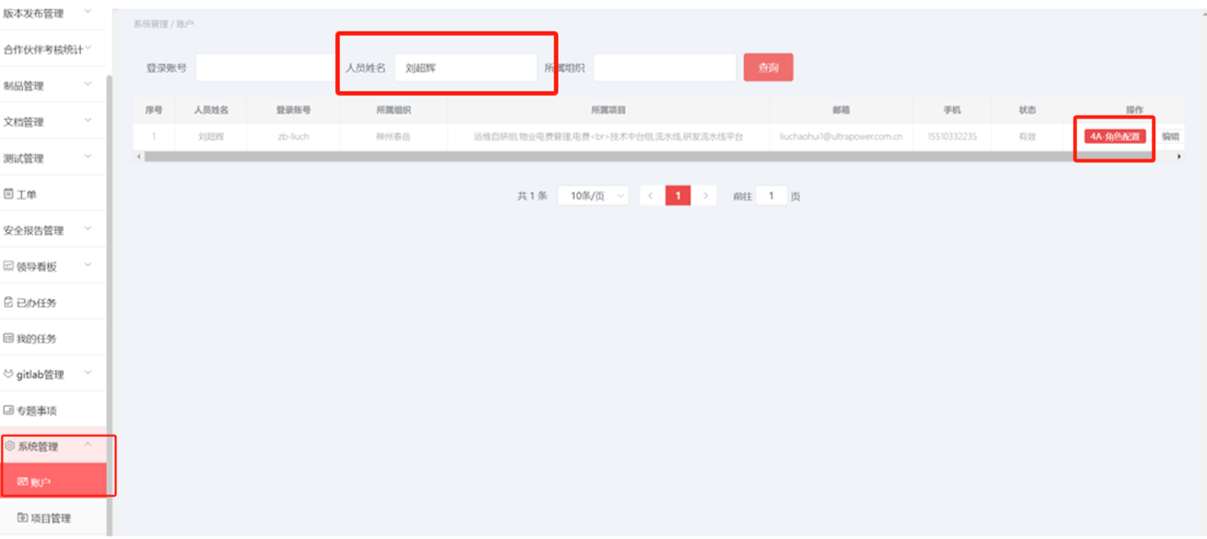 版本发布管理
合作伙伴考核统计
制品管理
文档管理
测试管理
工单
安全报告管理
领导看板
已办任务
我的任务
gitlab管理
专题事项
系统管理
账户
项目管理
系统管理 / 账户
登录账号 人员姓名 刘超辉 所属组织 查询
序号 人员姓名 登录账号 所属组织 所属项目 邮箱 手机 状态 操作
1 刘超辉 zb-liuch 神州泰岳 运维自研组,物业电费管理,电费<br>技术中台组,流水线,研发流水线平台 liuchaohui1@ultrapower.com.cn 15510332235 有效 4A-角色配置 编辑
共 1 条 10条/页 1 前往 1 页